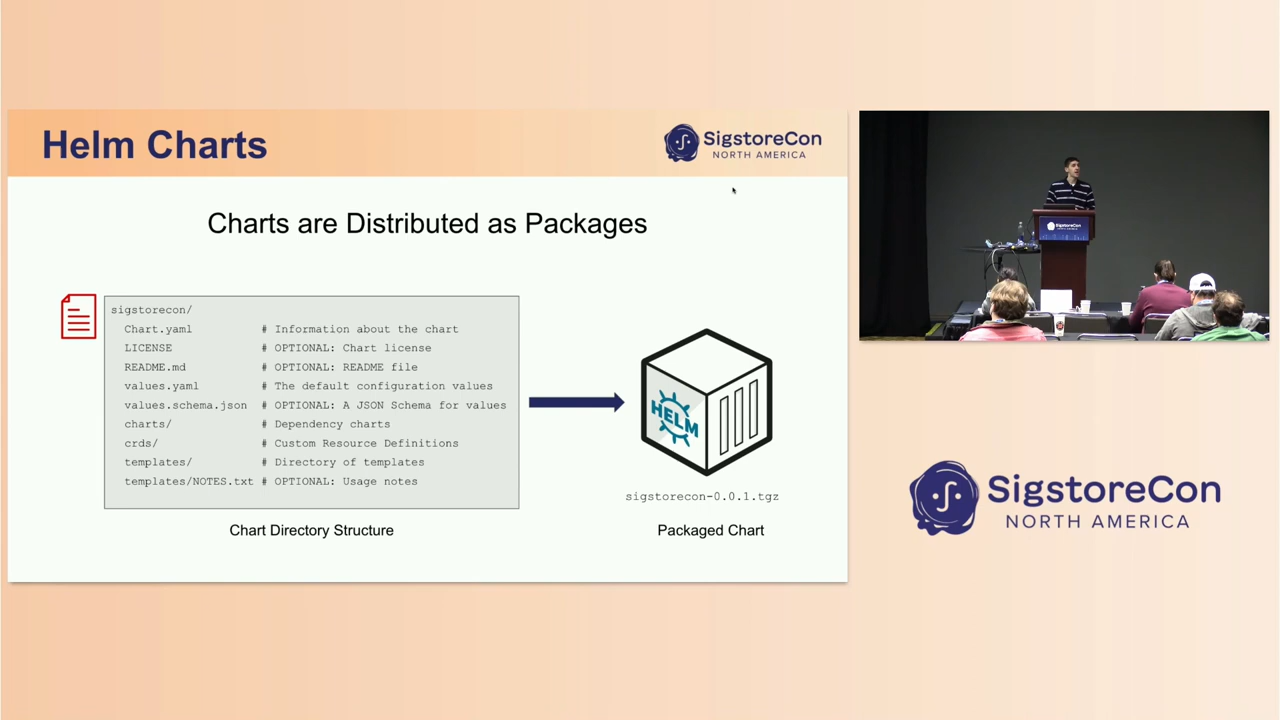 Helm Charts
SigstoreCon
NORTH AMERICA
Charts are Distributed as Packages
sigstorecon/
Chart.yaml # Information about the chart
LICENSE # OPTIONAL: Chart license
README.md # OPTIONAL: README file
values.yaml # The default configuration values
values.schema.json # OPTIONAL: A JSON Schema for values
charts/ # Dependency charts
crds/ # Custom Resource Definitions
templates/ # Directory of templates
templates/NOTES.txt # OPTIONAL: Usage notes
Chart Directory Structure
HELM
sigstorecon-0.0.1.tgz
Packaged Chart
SigstoreCon
SigstoreCon
NORTH AMERICA